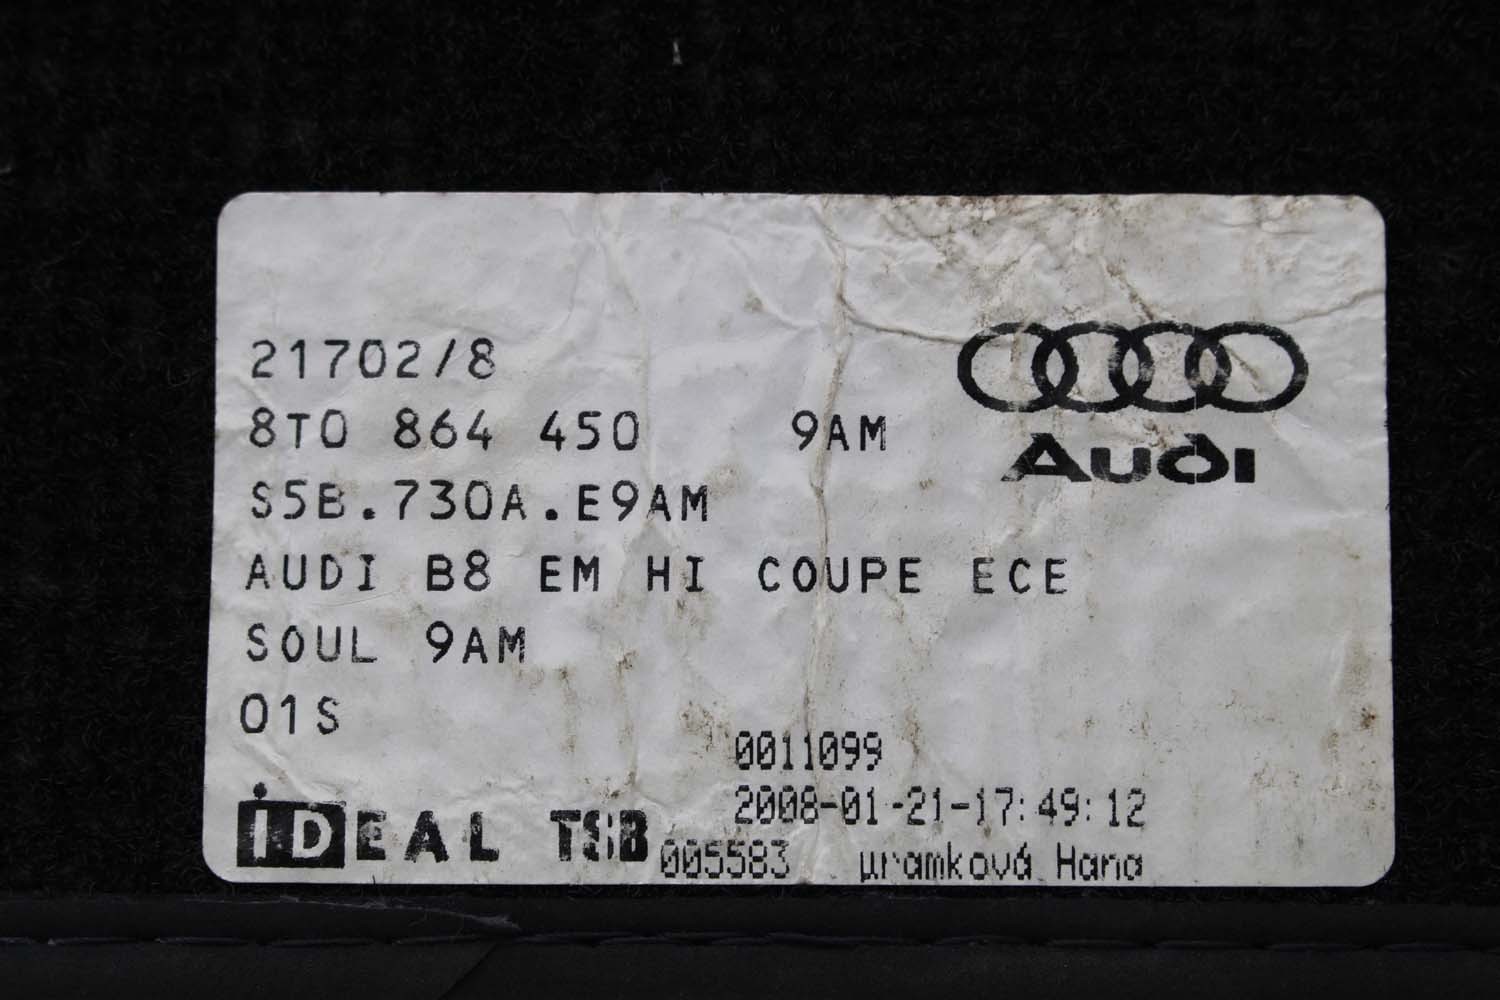 21702/8
8T0 864 450 9AM
Audi
S5B.730A.E9AM
AUDI B8 EM HI COUPE ECE
SOUL 9AM
01S
0011099
2008-01-21-17:49:12
iDEAL TSB
005583 µramková Hana